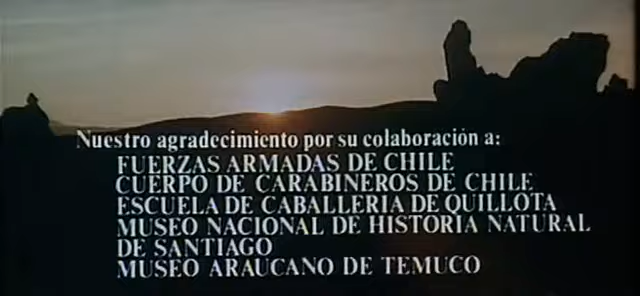 Nuestro agradecimiento por su colaboración a:
FUERZAS ARMADAS DE CHILE
CUERPO DE CARABINEROS DE CHILE
ESCUELA DE CABALLERIA DE QUILLOTA
MUSEO NACIONAL DE HISTORIA NATURAL
DE SANTIAGO
MUSEO ARAUCANO DE TEMUCO